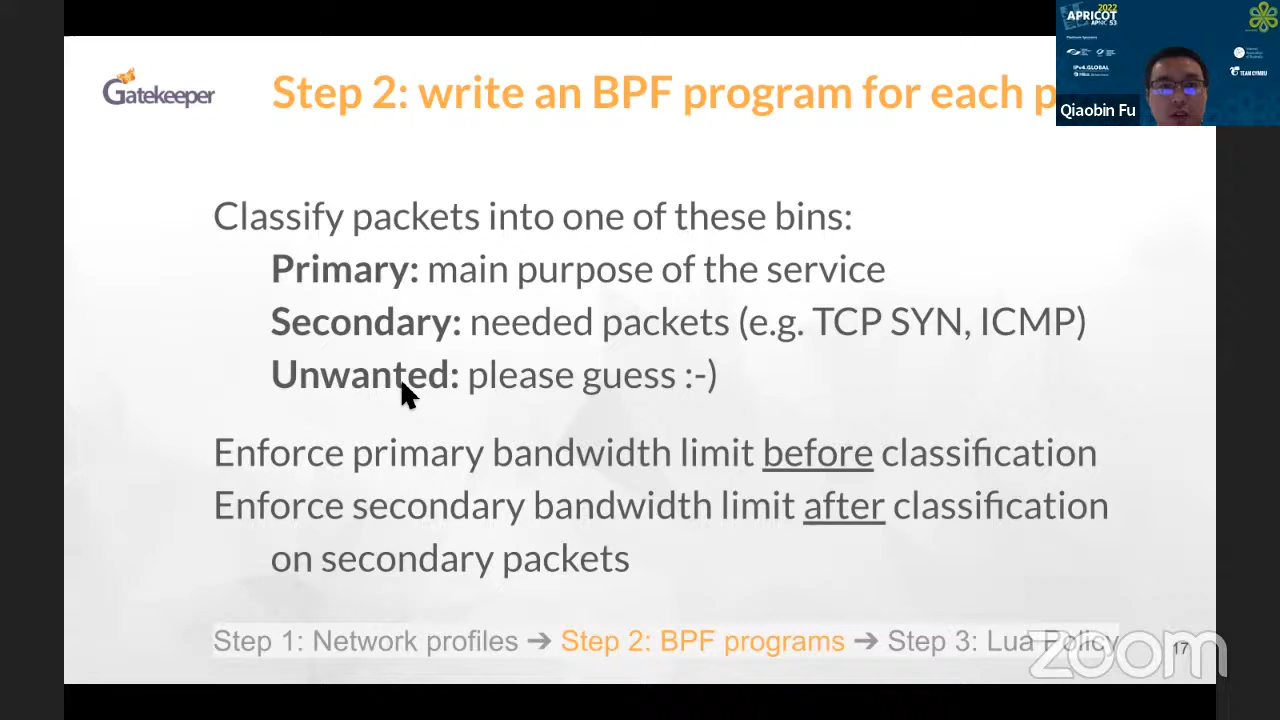 Gatekeeper
Step 2: write an BPF program for each p
2022
APRICOT
APNIC 53
IPv4.GLOBAL
TEAM CYMRU
Qiaobin Fu
Classify packets into one of these bins:
Primary: main purpose of the service
Secondary: needed packets (e.g. TCP SYN, ICMP)
Unwanted: please guess :-)
Enforce primary bandwidth limit before classification
Enforce secondary bandwidth limit after classification
on secondary packets
Step 1: Network profiles ➔ Step 2: BPF programs ➔ Step 3: Lua Policy
zoom
17